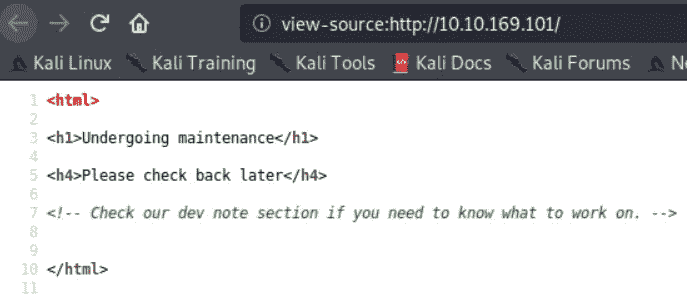 view-source:http://10.10.169.101/
Kali Linux Kali Training Kali Tools Kali Docs Kali Forums
1 <html>
2
3 <h1>Undergoing maintenance</h1>
4
5 <h4>Please check back later</h4>
6
7 <!-- Check our dev note section if you need to know what to work on. -->
8
9
10 </html>
11